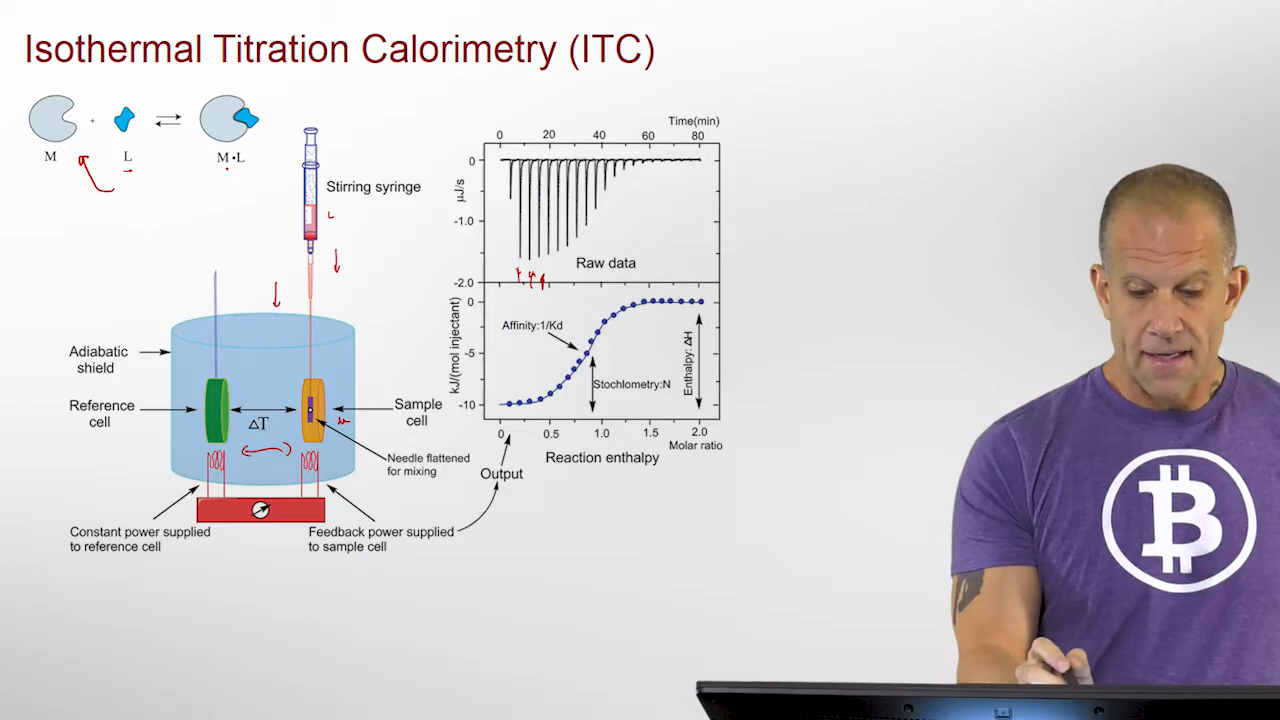 Isothermal Titration Calorimetry (ITC)
M + L M•L
Stirring syringe
L
Adiabatic
shield
Reference
cell
ΔT
Sample
cell
Needle flattened
for mixing
Constant power supplied
to reference cell
Feedback power supplied
to sample cell
Output
Time(min)
0 20 40 60 80
0
-1.0
-2.0
µJ/s
Raw data
0
-5
-10
kJ/(mol injectant)
Affinity:1/Kd
Stochlometry:N
Enthalpy: ΔH
0 0.5 1.0 1.5 2.0
Molar ratio
Reaction enthalpy
₿